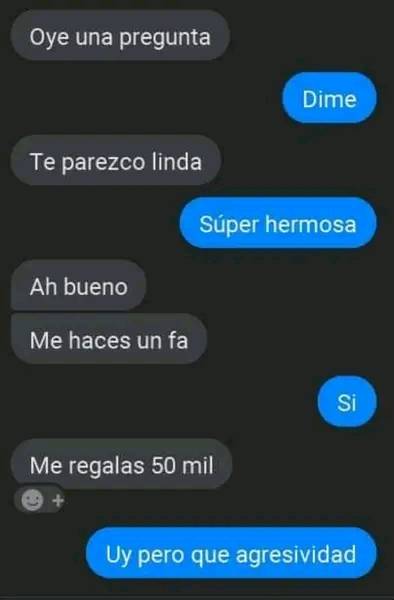 Oye una pregunta
Dime
Te parezco linda
Súper hermosa
Ah bueno
Me haces un fa
Si
Me regalas 50 mil
Uy pero que agresividad